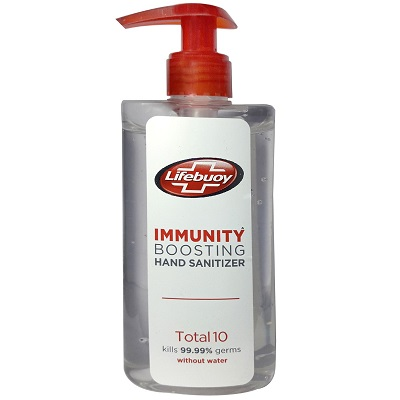 Lifebuoy
IMMUNITY
BOOSTING
HAND SANITIZER
Total 10
kills 99.99% germs
without water